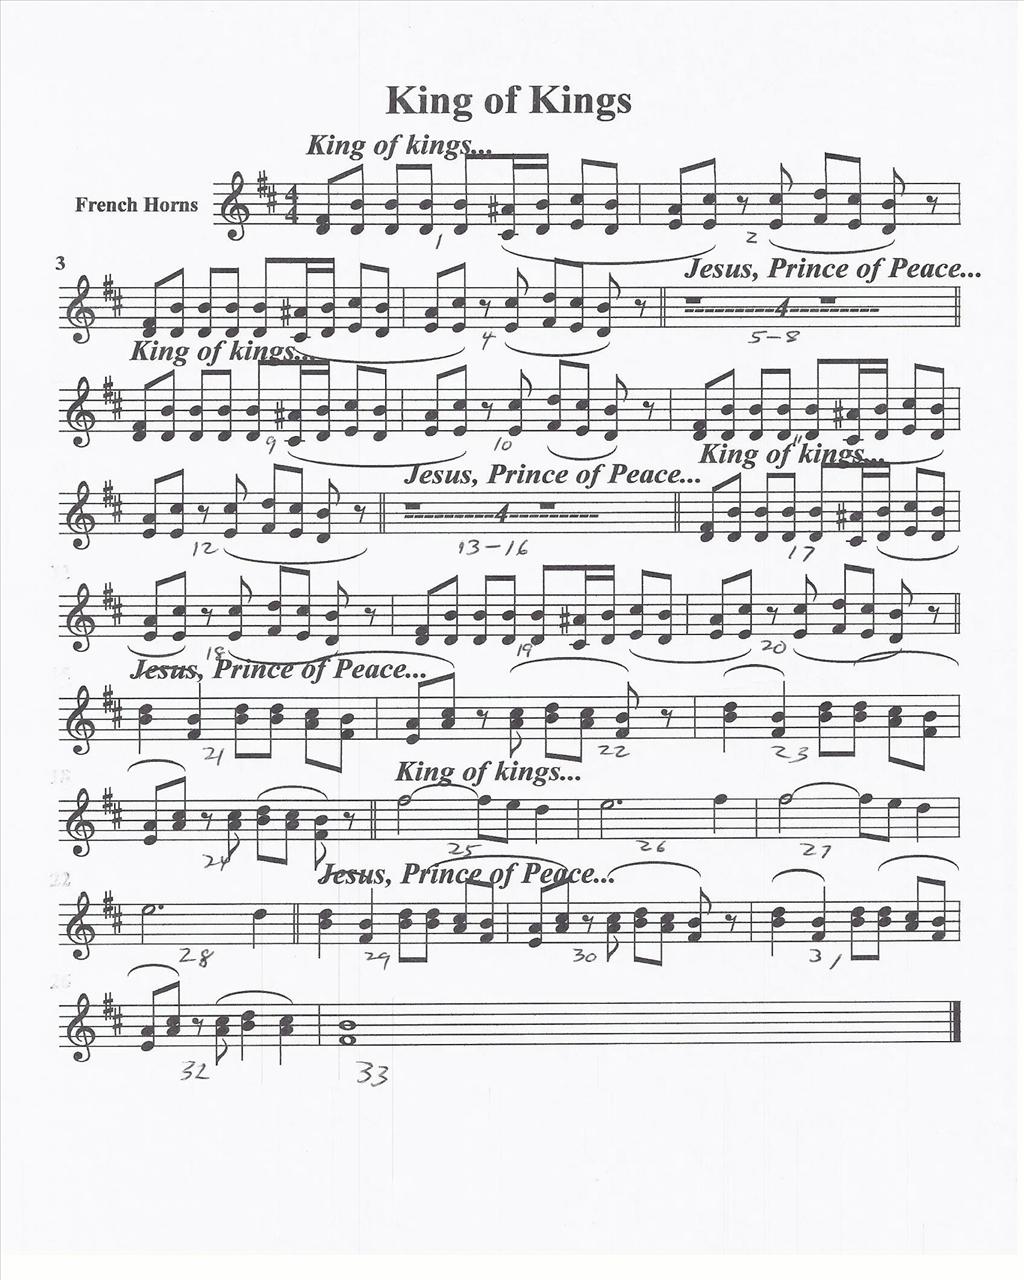 King of Kings
King of kings...
French Horns
4
4
1 2
3
Jesus, Prince of Peace...
4
4 5-8
King of kings...
9 10 11
Jesus, Prince of Peace...
King of kings...
4
12 13-16 17
18 19 20
Jesus, Prince of Peace...
21 22 23
King of kings...
24 25 26 27
22
Jesus, Prince of Peace...
28 29 30 31
32 33